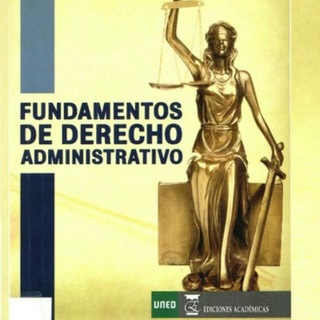 FUNDAMENTOS
DE DERECHO
ADMINISTRATIVO
UNED
EDICIONES ACADÉMICAS